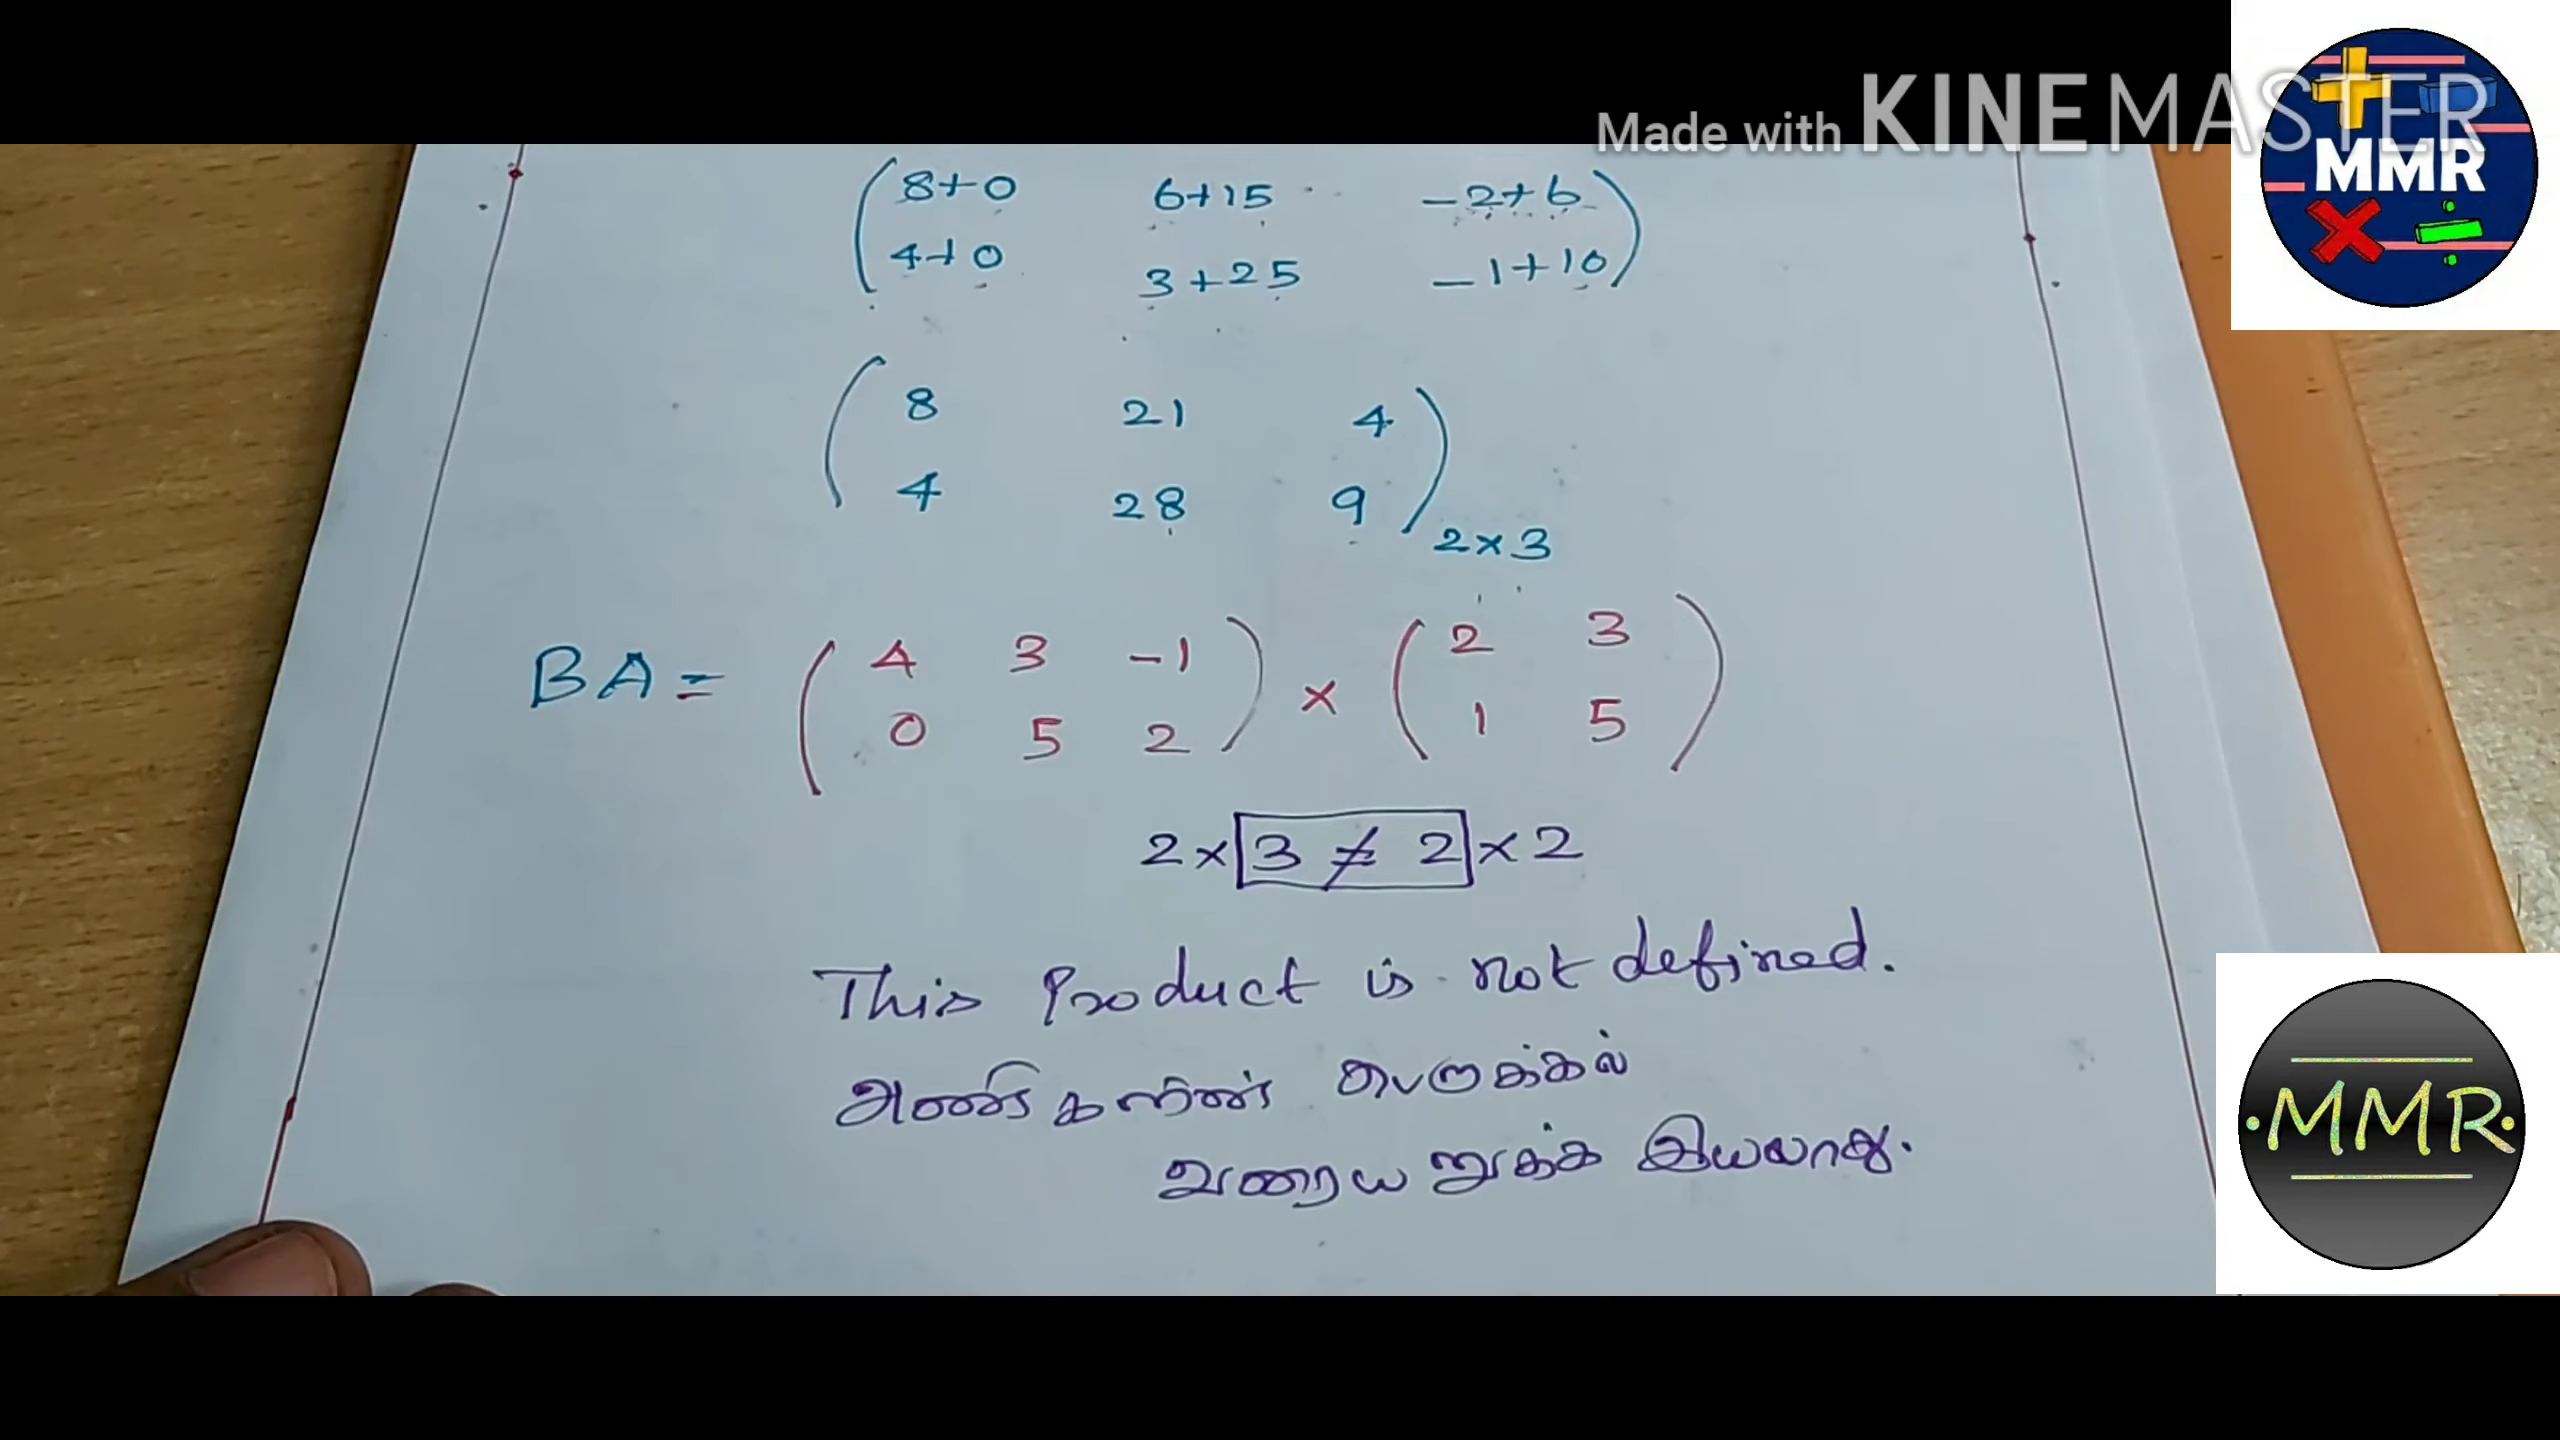 Made with KINEMASTER
MMR
8+0 6+15 -2+6
4+0 3+25 -1+10
8 21 4
4 28 9
2×3
BA = ( 4 3 -1 ) × ( 2 3 )
0 5 2 1 5
2×3 ≠ 2×2
This Product is not defined.
அணிகளின் பெருக்கல்
வரையறுக்க இயலாது.
MMR